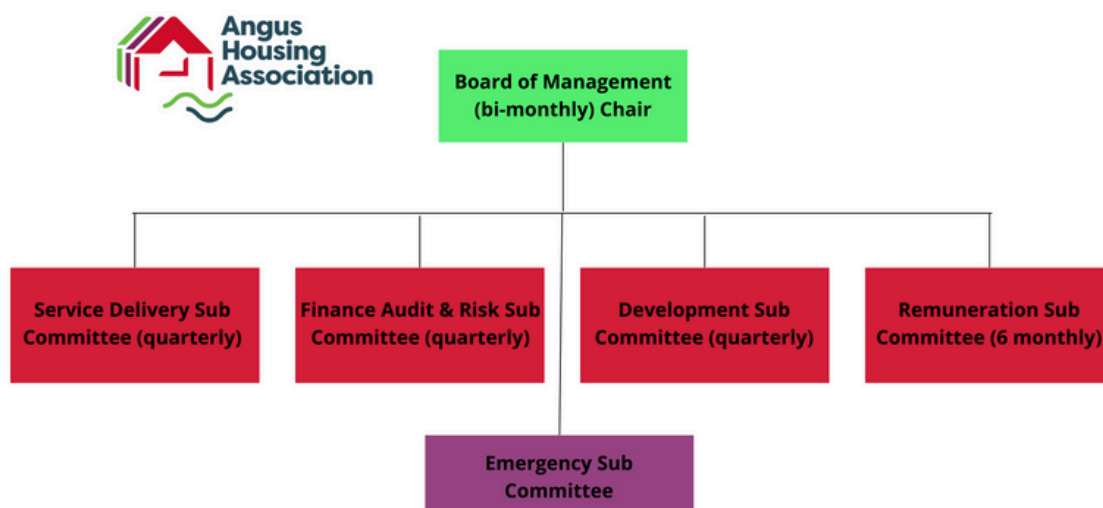 Angus
Housing
Association
Board of Management
(bi-monthly) Chair
Service Delivery Sub
Committee (quarterly)
Finance Audit & Risk Sub
Committee (quarterly)
Development Sub
Committee (quarterly)
Remuneration Sub
Committee (6 monthly)
Emergency Sub
Committee